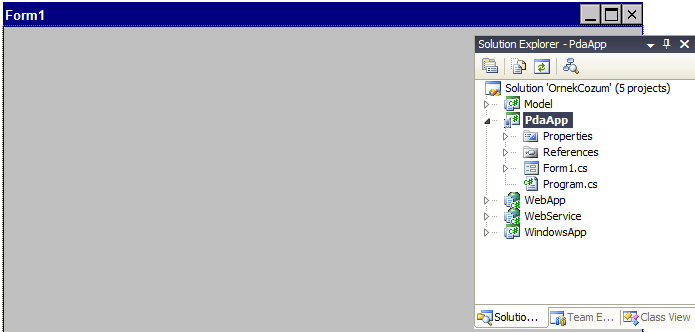 Form1
Solution Explorer - PdaApp
Solution 'OrnekCozum' (5 projects)
Model
PdaApp
Properties
References
Form1.cs
Program.cs
WebApp
WebService
WindowsApp
Solutio... Team E... Class View